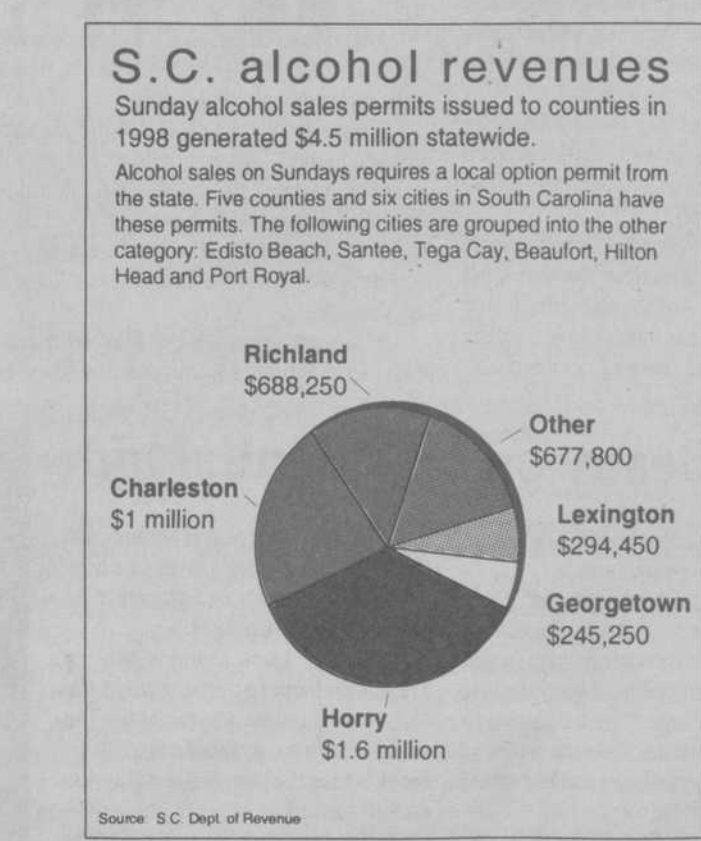 S.C. alcohol revenues
Sunday alcohol sales permits issued to counties in
1998 generated $4.5 million statewide.
Alcohol sales on Sundays requires a local option permit from
the state. Five counties and six cities in South Carolina have
these permits. The following cities are grouped into the other
category: Edisto Beach, Santee, Tega Cay, Beaufort, Hilton
Head and Port Royal.
Richland
$688,250
Other
$677,800
Charleston
$1 million
Lexington
$294,450
Georgetown
$245,250
Horry
$1.6 million
Source: S.C. Dept. of Revenue